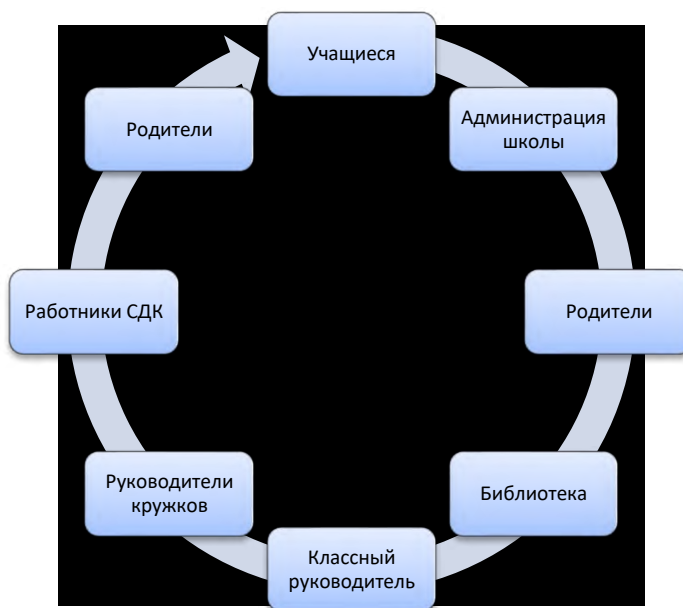 Учащиеся
Администрация
школы
Родители
Библиотека
Классный
руководитель
Руководители
кружков
Работники СДК
Родители